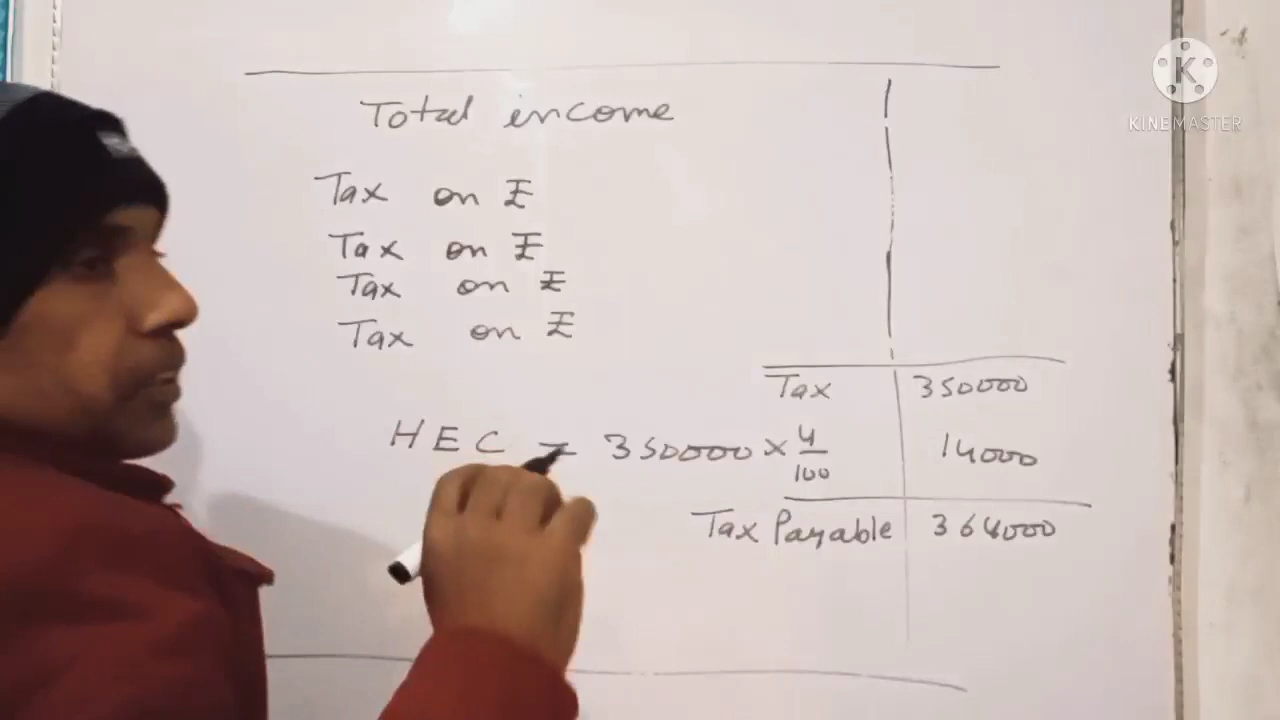 KINEMASTER
Total income
Tax on ₹
Tax on ₹
Tax on ₹
Tax on ₹
Tax 350000
HEC = 350000 × 4/100 14000
Tax Payable 364000